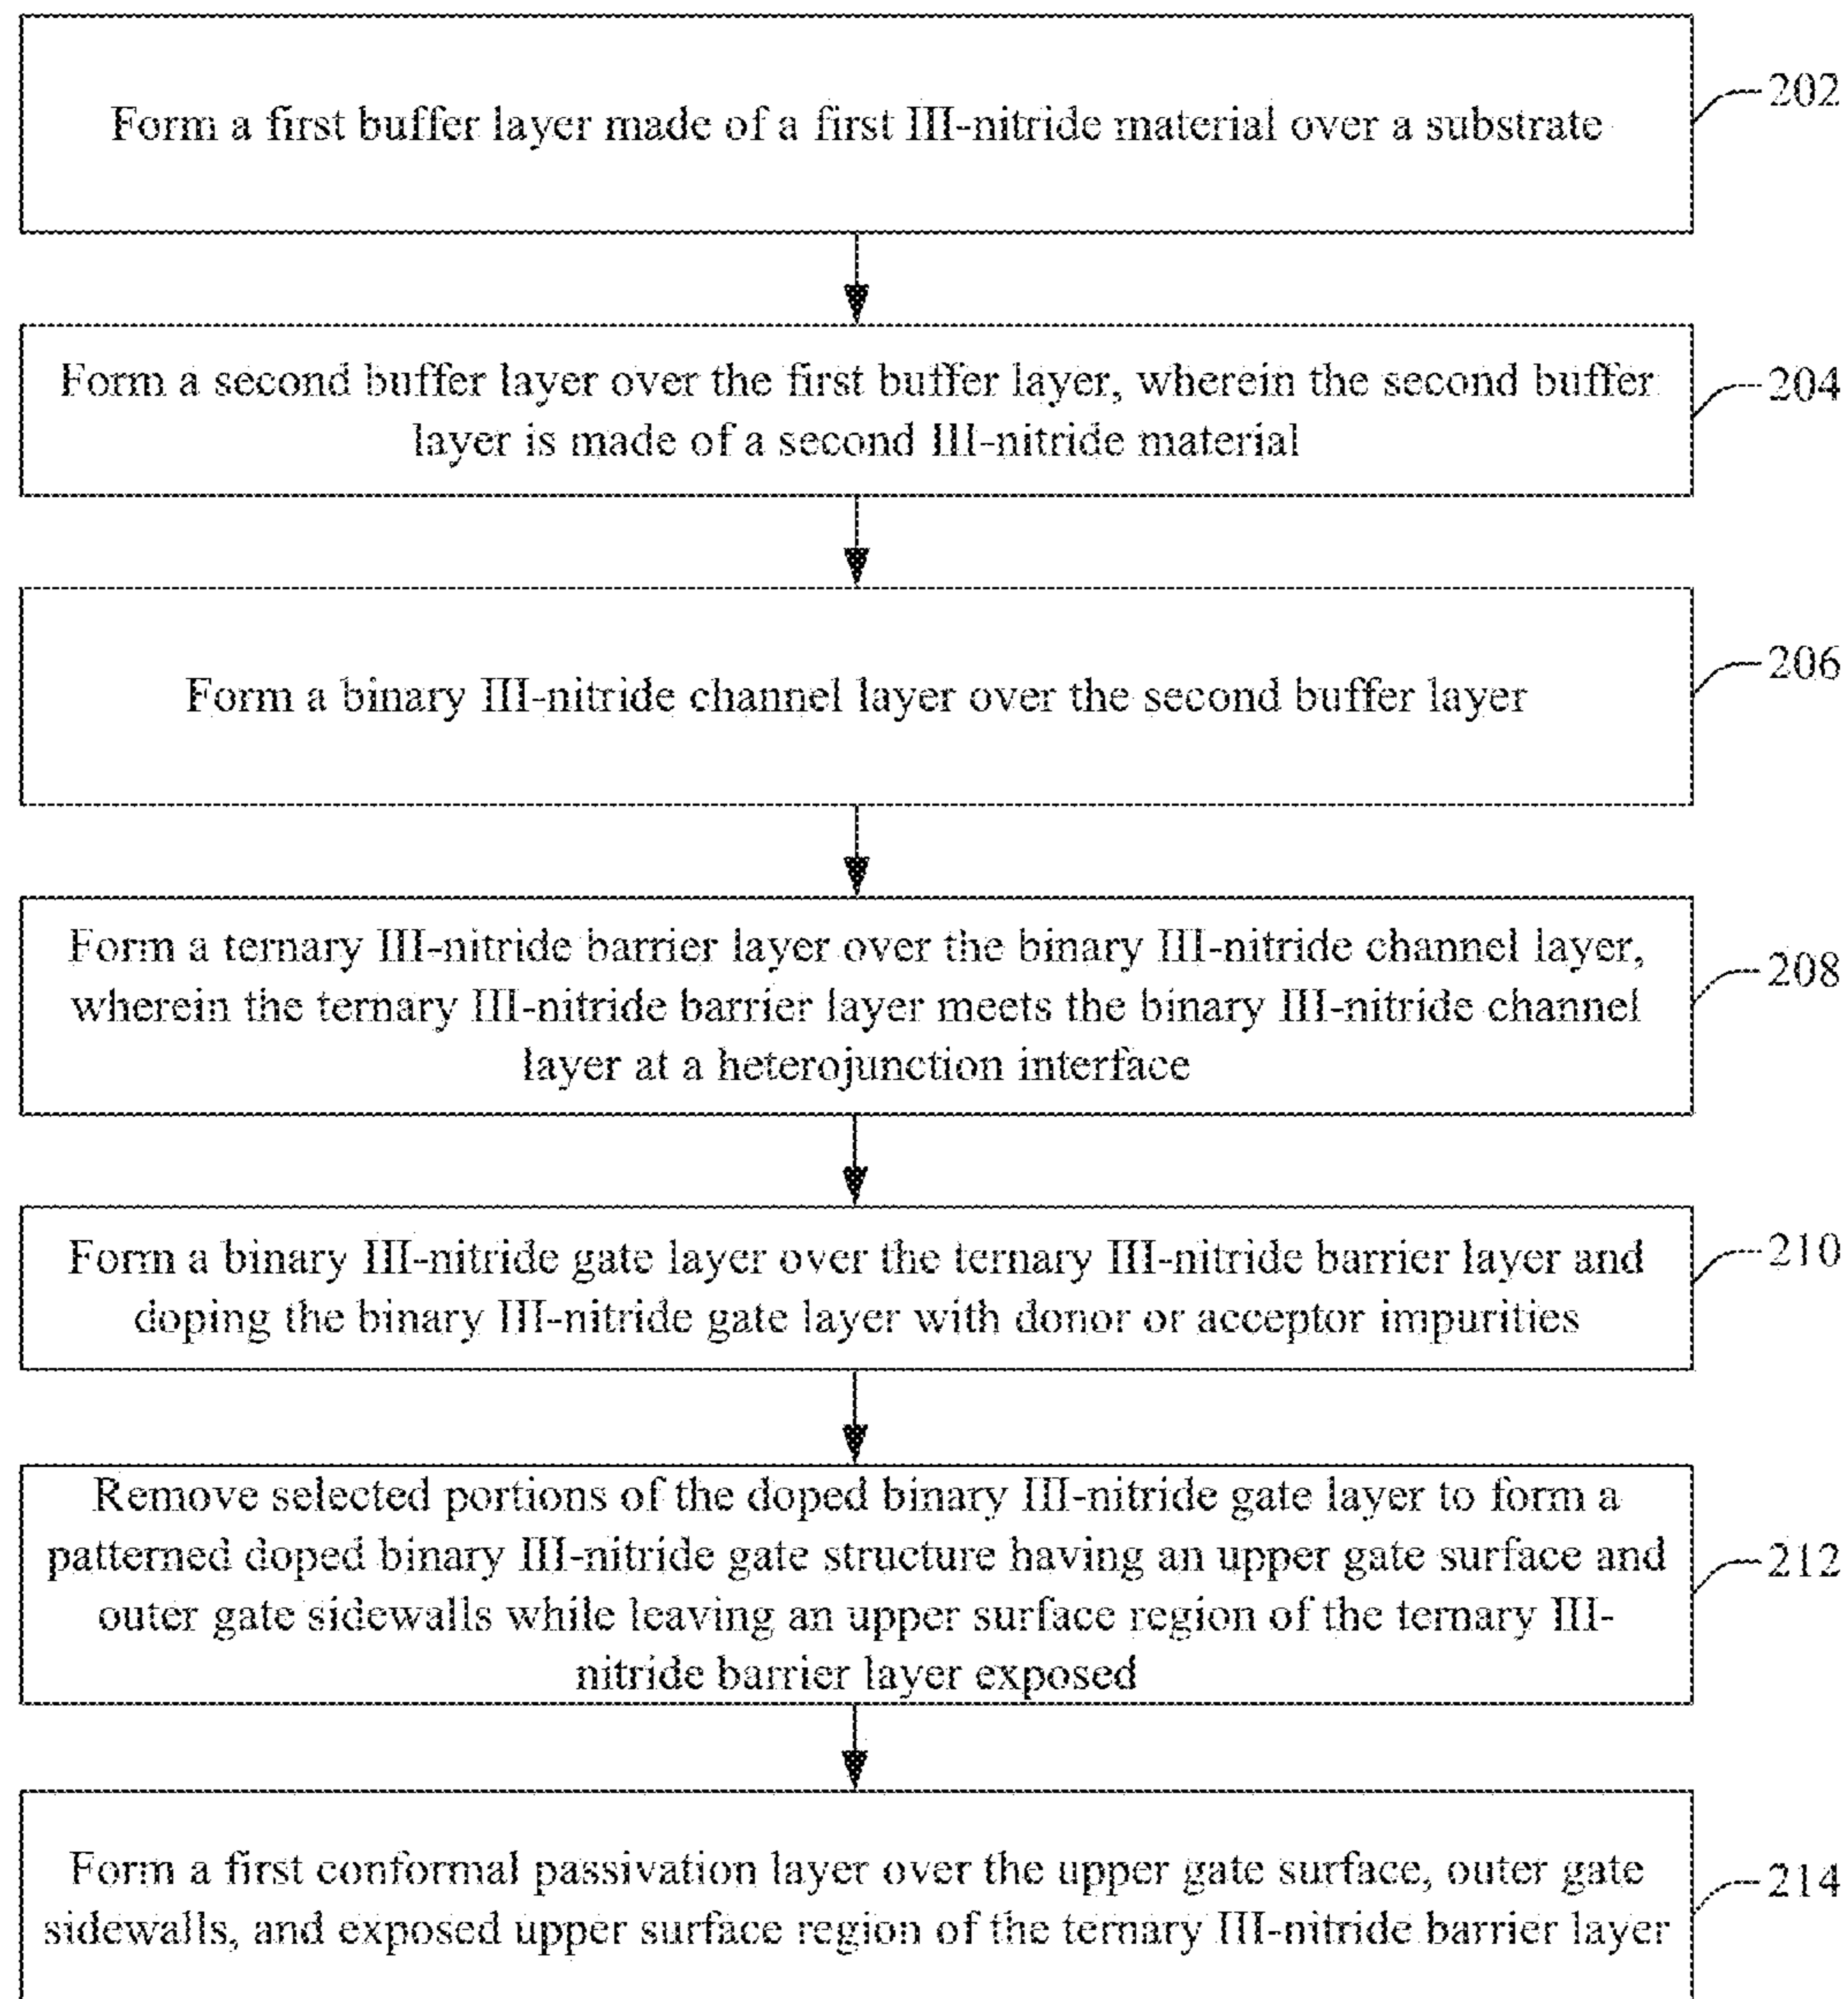 Form a first buffer layer made of a first III-nitride material over a substrate
202
Form a second buffer layer over the first buffer layer, wherein the second buffer
layer is made of a second III-nitride material
204
Form a binary III-nitride channel layer over the second buffer layer
206
Form a ternary III-nitride barrier layer over the binary III-nitride channel layer,
wherein the ternary III-nitride barrier layer meets the binary III-nitride channel
layer at a heterojunction interface
208
Form a binary III-nitride gate layer over the ternary III-nitride barrier layer and
doping the binary III-nitride gate layer with donor or acceptor impurities
210
Remove selected portions of the doped binary III-nitride gate layer to form a
patterned doped binary III-nitride gate structure having an upper gate surface and
outer gate sidewalls while leaving an upper surface region of the ternary III-
nitride barrier layer exposed
212
Form a first conformal passivation layer over the upper gate surface, outer gate
sidewalls, and exposed upper surface region of the ternary III-nitride barrier layer
214